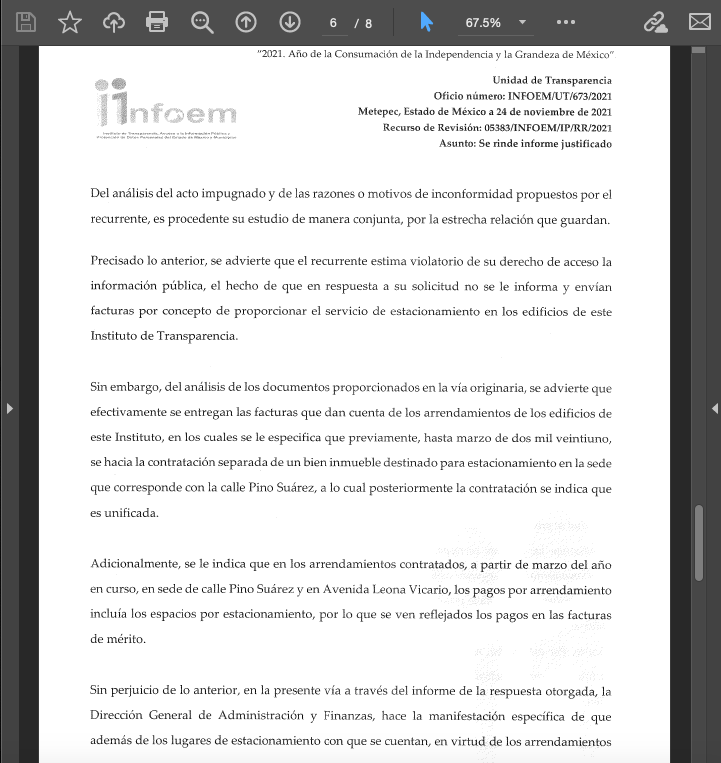 6 / 8
67.5%
"2021. Año de la Consumación de la Independencia y la Grandeza de México"
infoem
Instituto de Transparencia, Acceso a la Información Pública y
Protección de Datos Personales del Estado de México y Municipios
Unidad de Transparencia
Oficio número: INFOEM/UT/673/2021
Metepec, Estado de México a 24 de noviembre de 2021
Recurso de Revisión: 05383/INFOEM/IP/RR/2021
Asunto: Se rinde informe justificado
Del análisis del acto impugnado y de las razones o motivos de inconformidad propuestos por el
recurrente, es procedente su estudio de manera conjunta, por la estrecha relación que guardan.
Precisado lo anterior, se advierte que el recurrente estima violatorio de su derecho de acceso la
información pública, el hecho de que en respuesta a su solicitud no se le informa y envían
facturas por concepto de proporcionar el servicio de estacionamiento en los edificios de este
Instituto de Transparencia.
Sin embargo, del análisis de los documentos proporcionados en la vía originaria, se advierte que
efectivamente se entregan las facturas que dan cuenta de los arrendamientos de los edificios de
este Instituto, en los cuales se le especifica que previamente, hasta marzo de dos mil veintiuno,
se hacia la contratación separada de un bien inmueble destinado para estacionamiento en la sede
que corresponde con la calle Pino Suárez, a lo cual posteriormente la contratación se indica que
es unificada.
Adicionalmente, se le indica que en los arrendamientos contratados, a partir de marzo del año
en curso, en sede de calle Pino Suárez y en Avenida Leona Vicario, los pagos por arrendamiento
incluía los espacios por estacionamiento, por lo que se ven reflejados los pagos en las facturas
de mérito.
Sin perjuicio de lo anterior, en la presente vía a través del informe de la respuesta otorgada, la
Dirección General de Administración y Finanzas, hace la manifestación específica de que
además de los lugares de estacionamiento con que se cuentan, en virtud de los arrendamientos